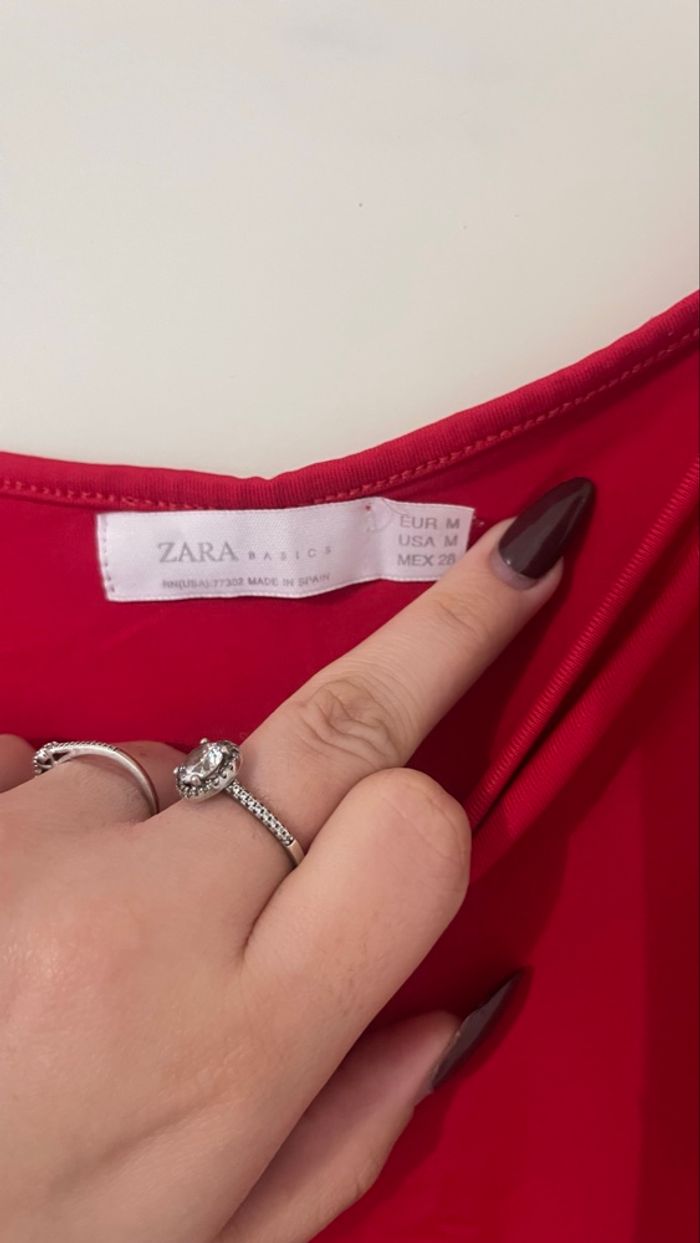 ZARA BASICS
RN(USA):77302 MADE IN SPAIN
EUR M
USA M
MEX 28